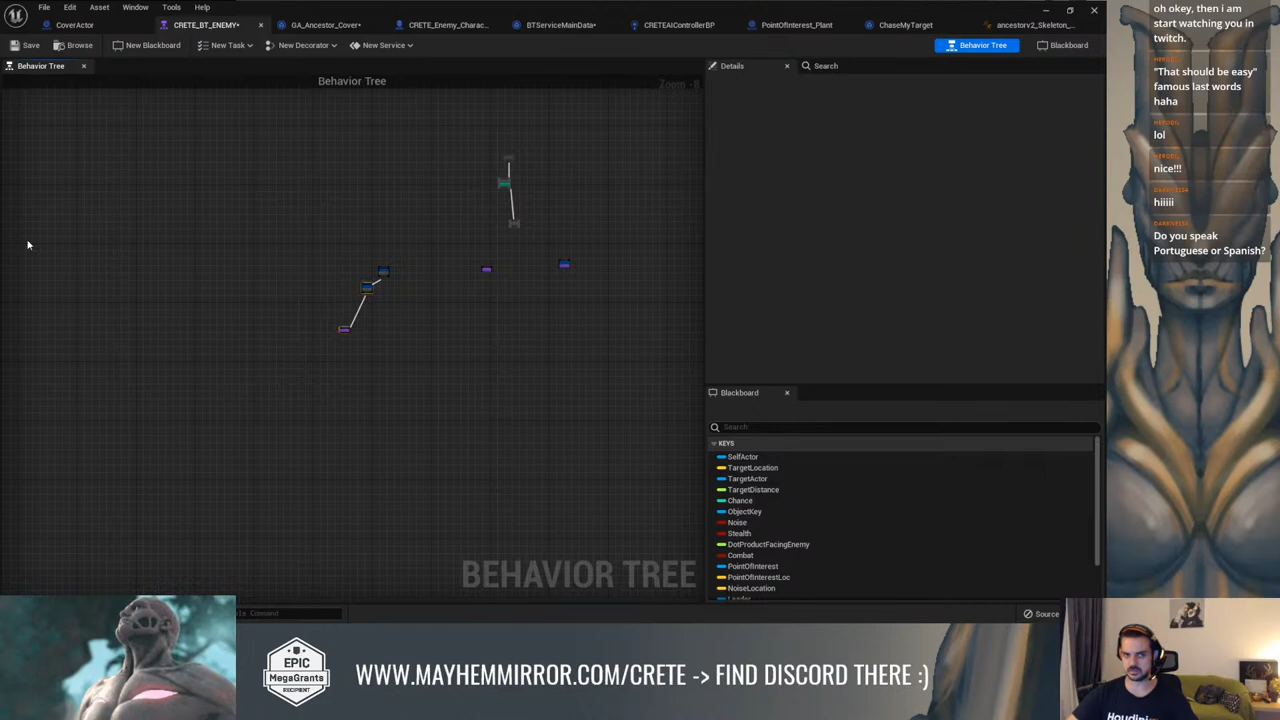 File Edit Asset Window Tools Help
CoverActor CRETE_BT_ENEMY* GA_Ancestor_Cover* CRETE_Enemy_Charac... BTServiceMainData* CRETEAIControllerBP PointOfInterest_Plant ChaseMyTarget ancestorv2_Skeleton_...
Save Browse New Blackboard New Task New Decorator New Service Behavior Tree Blackboard
Behavior Tree Details Search
Behavior Tree
BEHAVIOR TREE
Blackboard
Search
KEYS
SelfActor
TargetLocation
TargetActor
TargetDistance
Chance
ObjectKey
Noise
Stealth
DotProductFacingEnemy
Combat
PointOfInterest
PointOfInterestLoc
NoiseLocation
Source
oh okey, then i am
start watching you in
twitch.
"That should be easy"
famous last words
haha
lol
nice!!!
hiiiii
Do you speak
Portuguese or Spanish?
EPIC
MegaGrants
RECIPIENT
WWW.MAYHEMMIRROR.COM/CRETE -> FIND DISCORD THERE :)